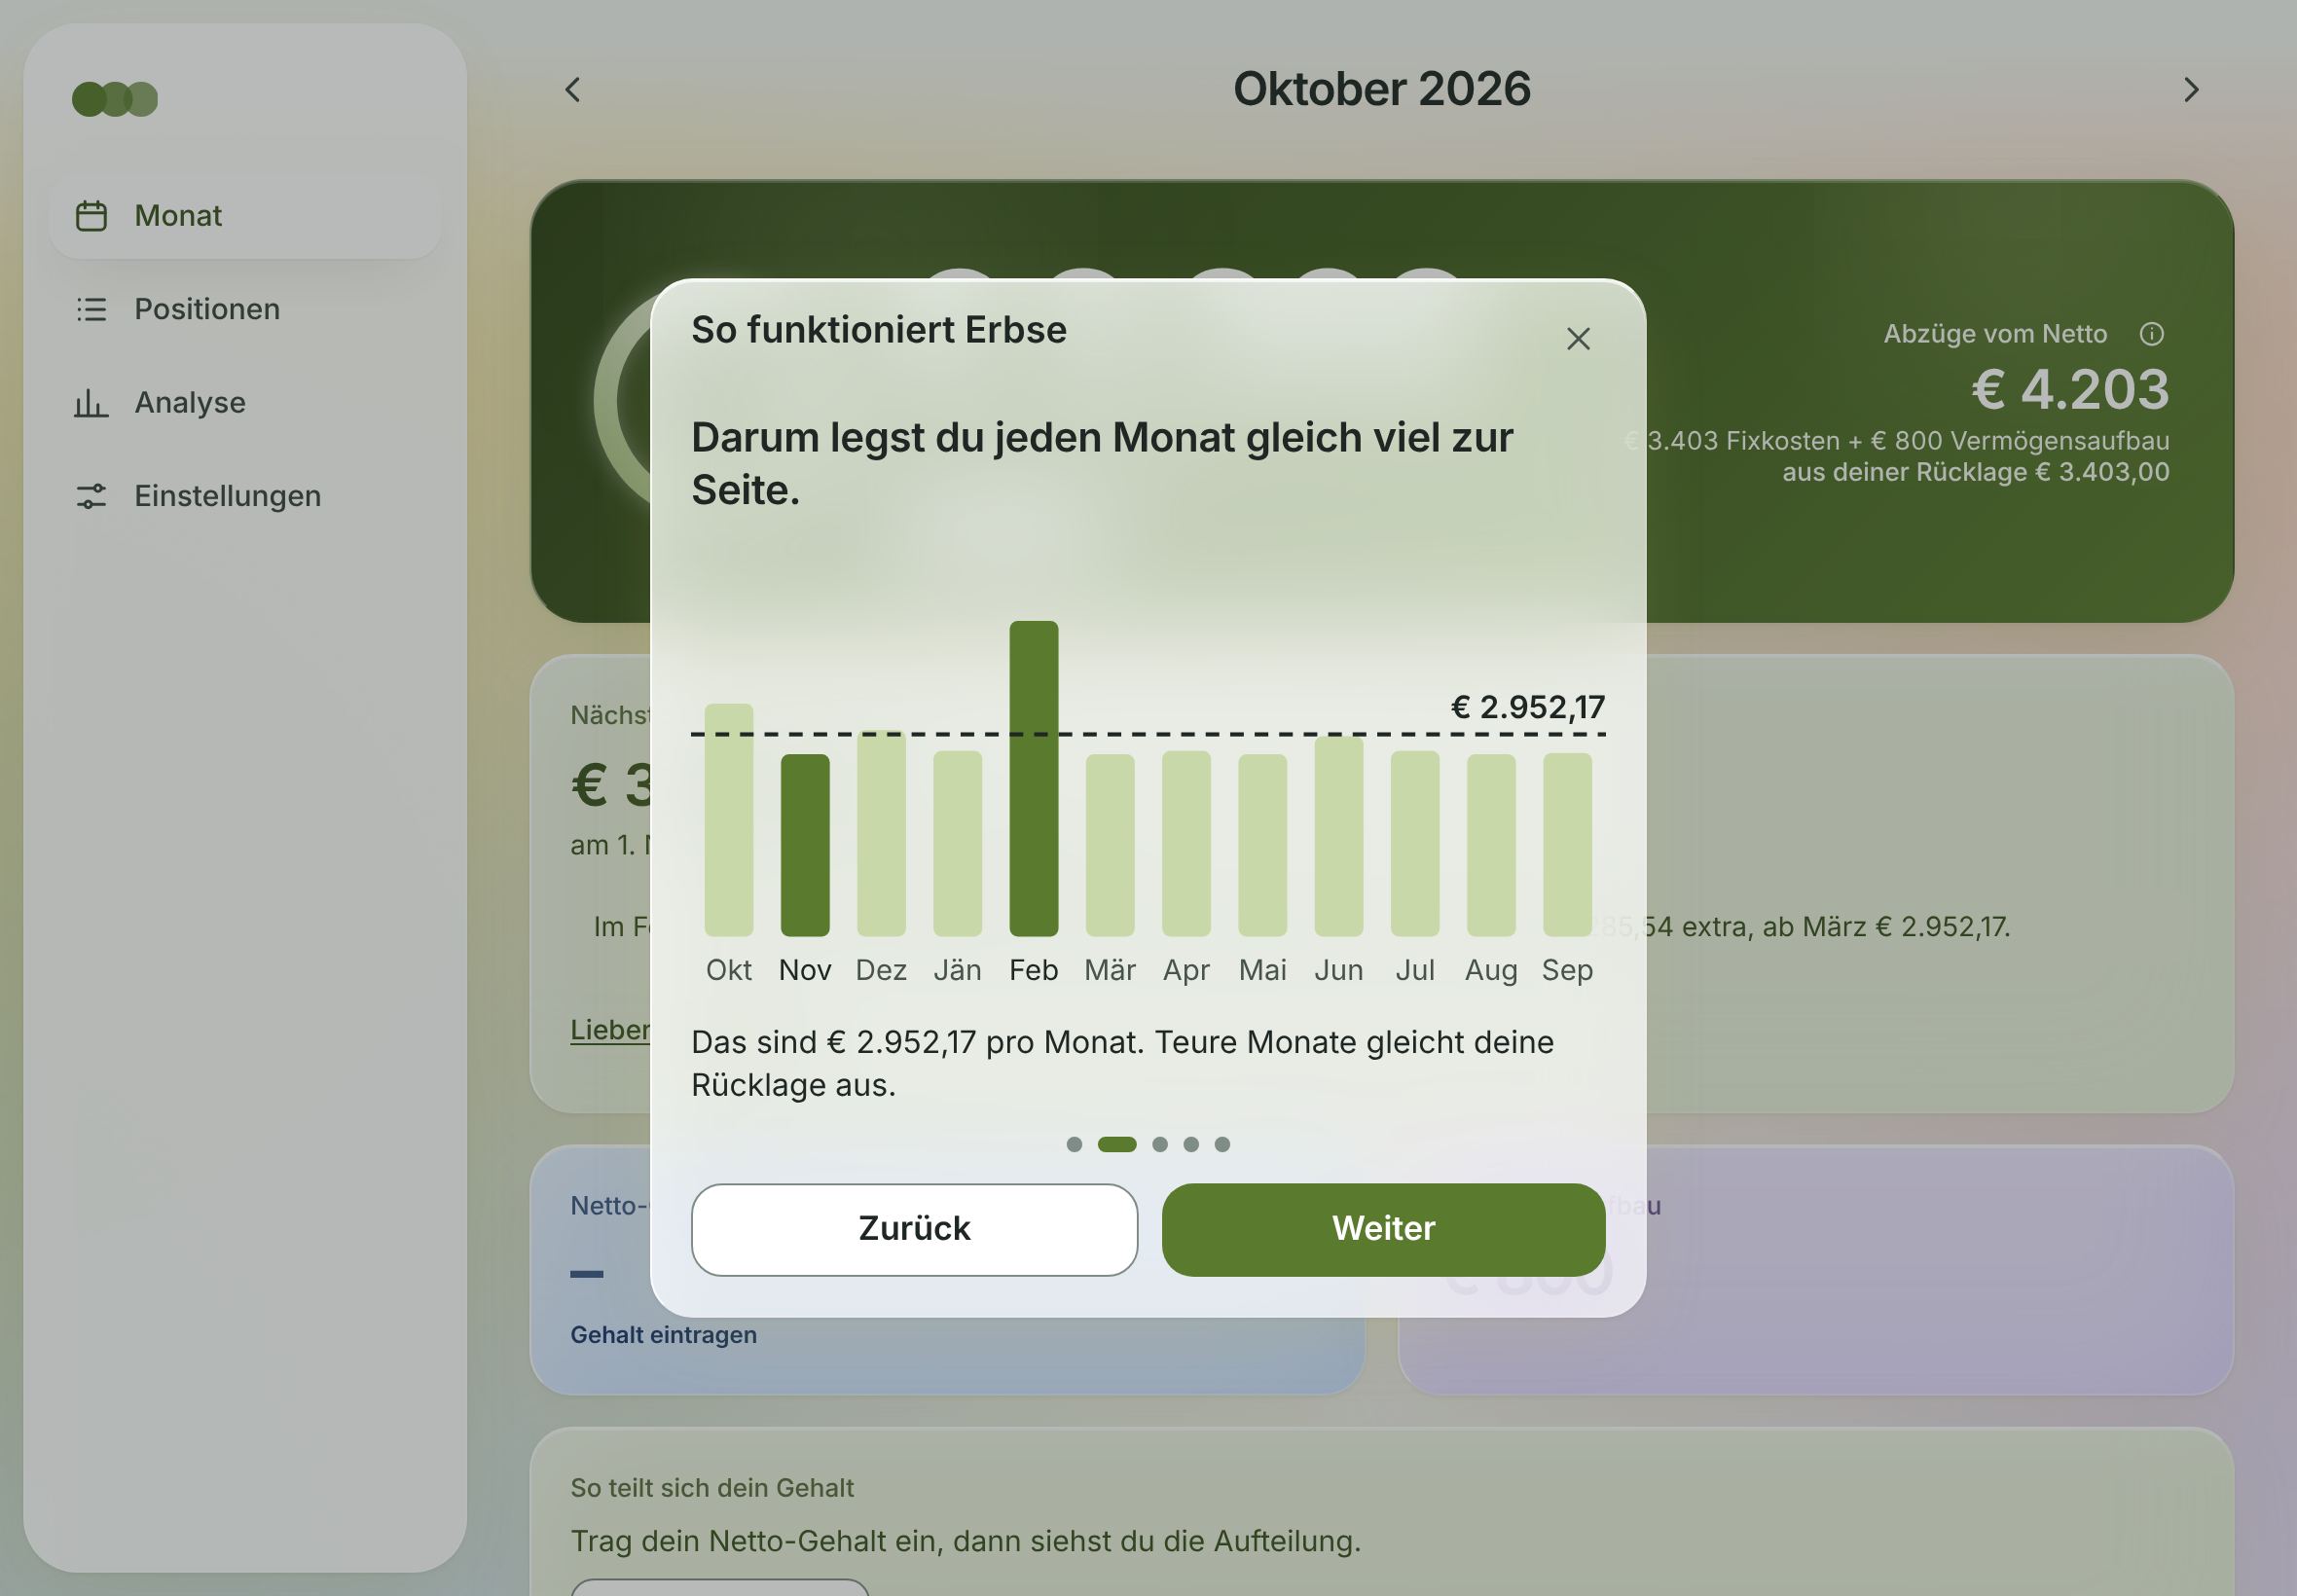 Oktober 2026
Monat
Positionen
Analyse
Einstellungen
Abzüge vom Netto
€ 4.203
€ 3.403 Fixkosten + € 800 Vermögensaufbau
aus deiner Rücklage € 3.403,00
So funktioniert Erbse
Darum legst du jeden Monat gleich viel zur
Seite.
€ 2.952,17
Okt Nov Dez Jän Feb Mär Apr Mai Jun Jul Aug Sep
Das sind € 2.952,17 pro Monat. Teure Monate gleicht deine
Rücklage aus.
Zurück
Weiter
€ 3
am 1.
Im
extra, ab März € 2.952,17.
Netto-
–
Gehalt eintragen
€ 800
So teilt sich dein Gehalt
Trag dein Netto-Gehalt ein, dann siehst du die Aufteilung.